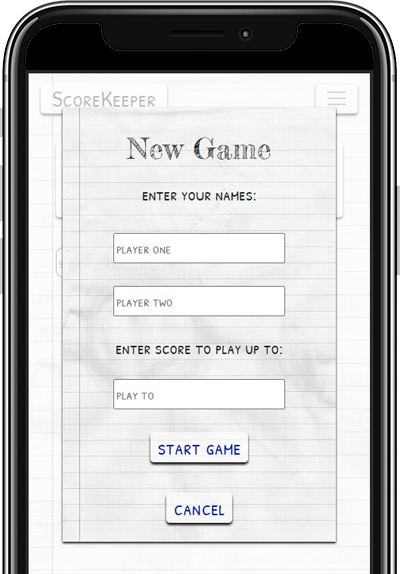 ScoreKeeper
New Game
ENTER YOUR NAMES:
PLAYER ONE
PLAYER TWO
ENTER SCORE TO PLAY UP TO:
PLAY TO
START GAME
CANCEL